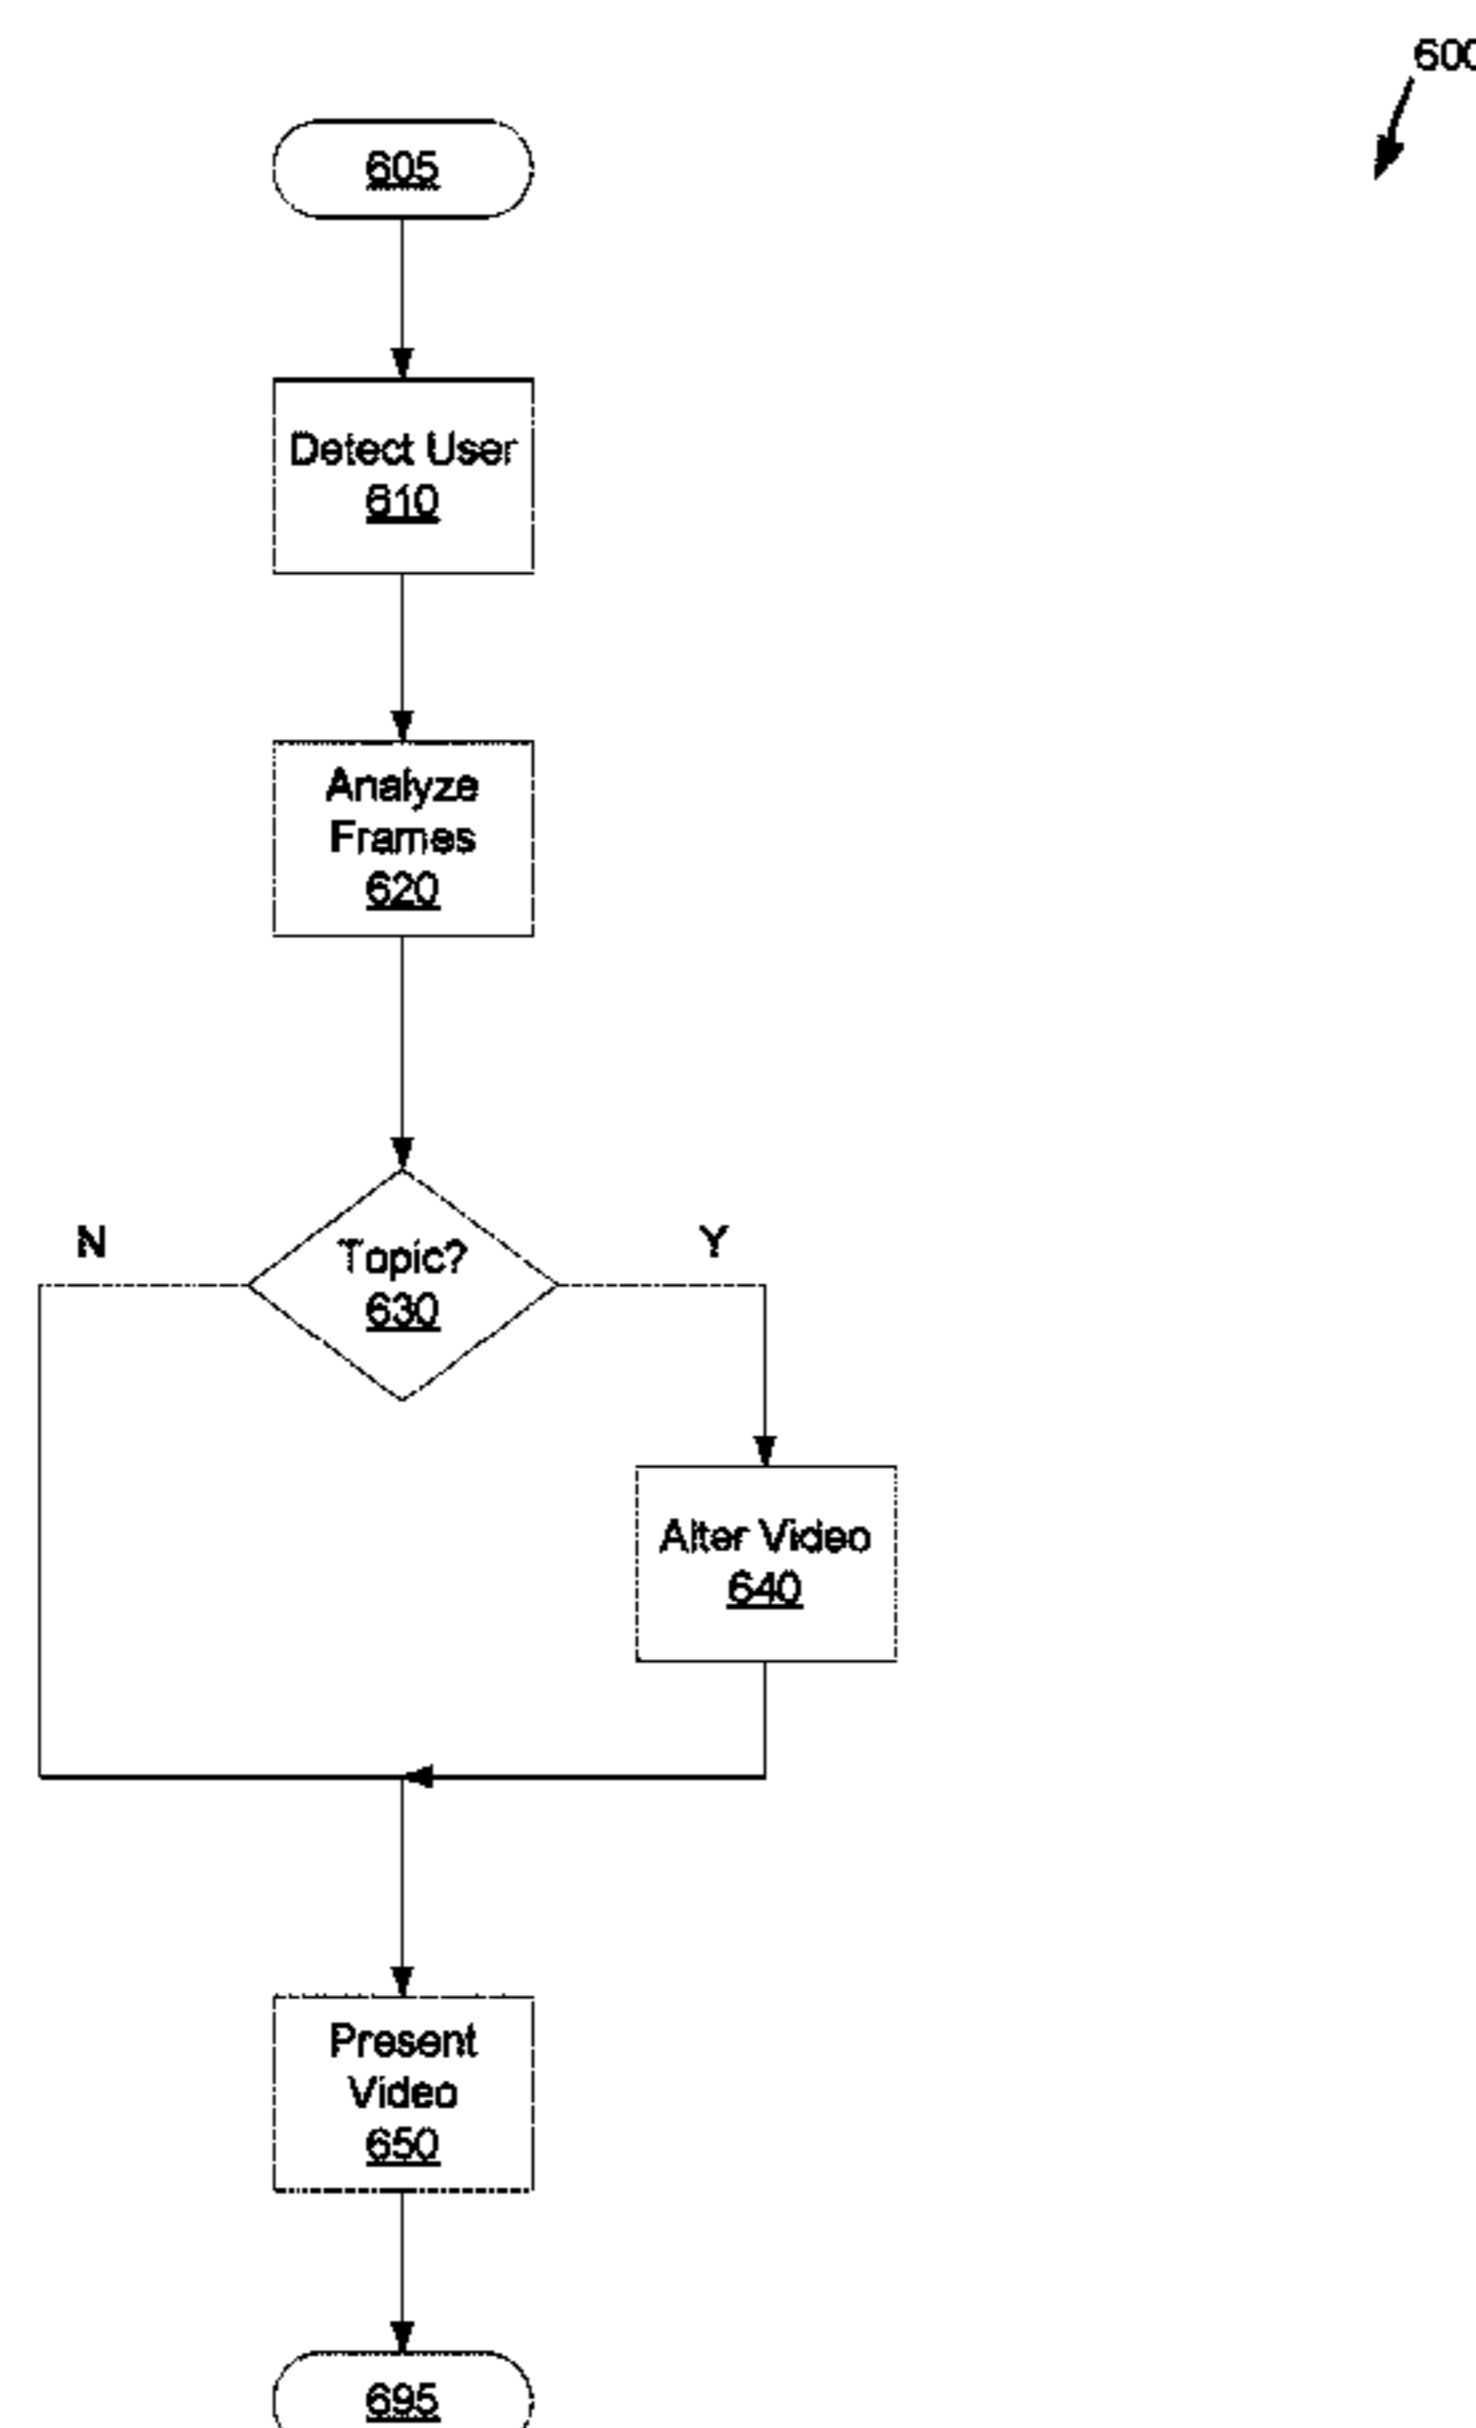 600
605
Detect User
610
Analyze
Frames
620
N
Topic?
630
Y
Alter Video
640
Present
Video
650
695